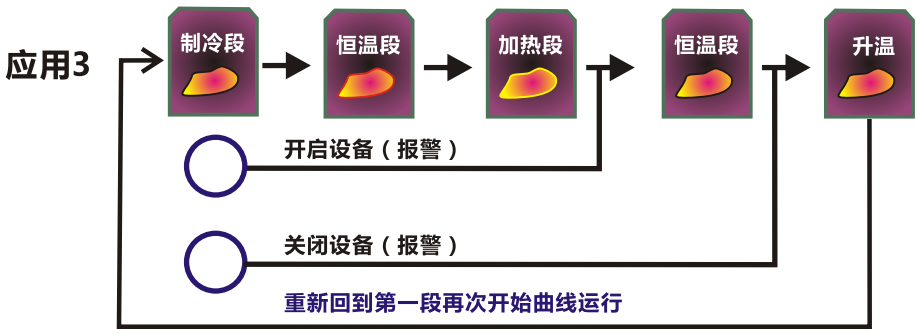 应用3
制冷段
恒温段
加热段
恒温段
升温
开启设备（报警）
关闭设备（报警）
重新回到第一段再次开始曲线运行